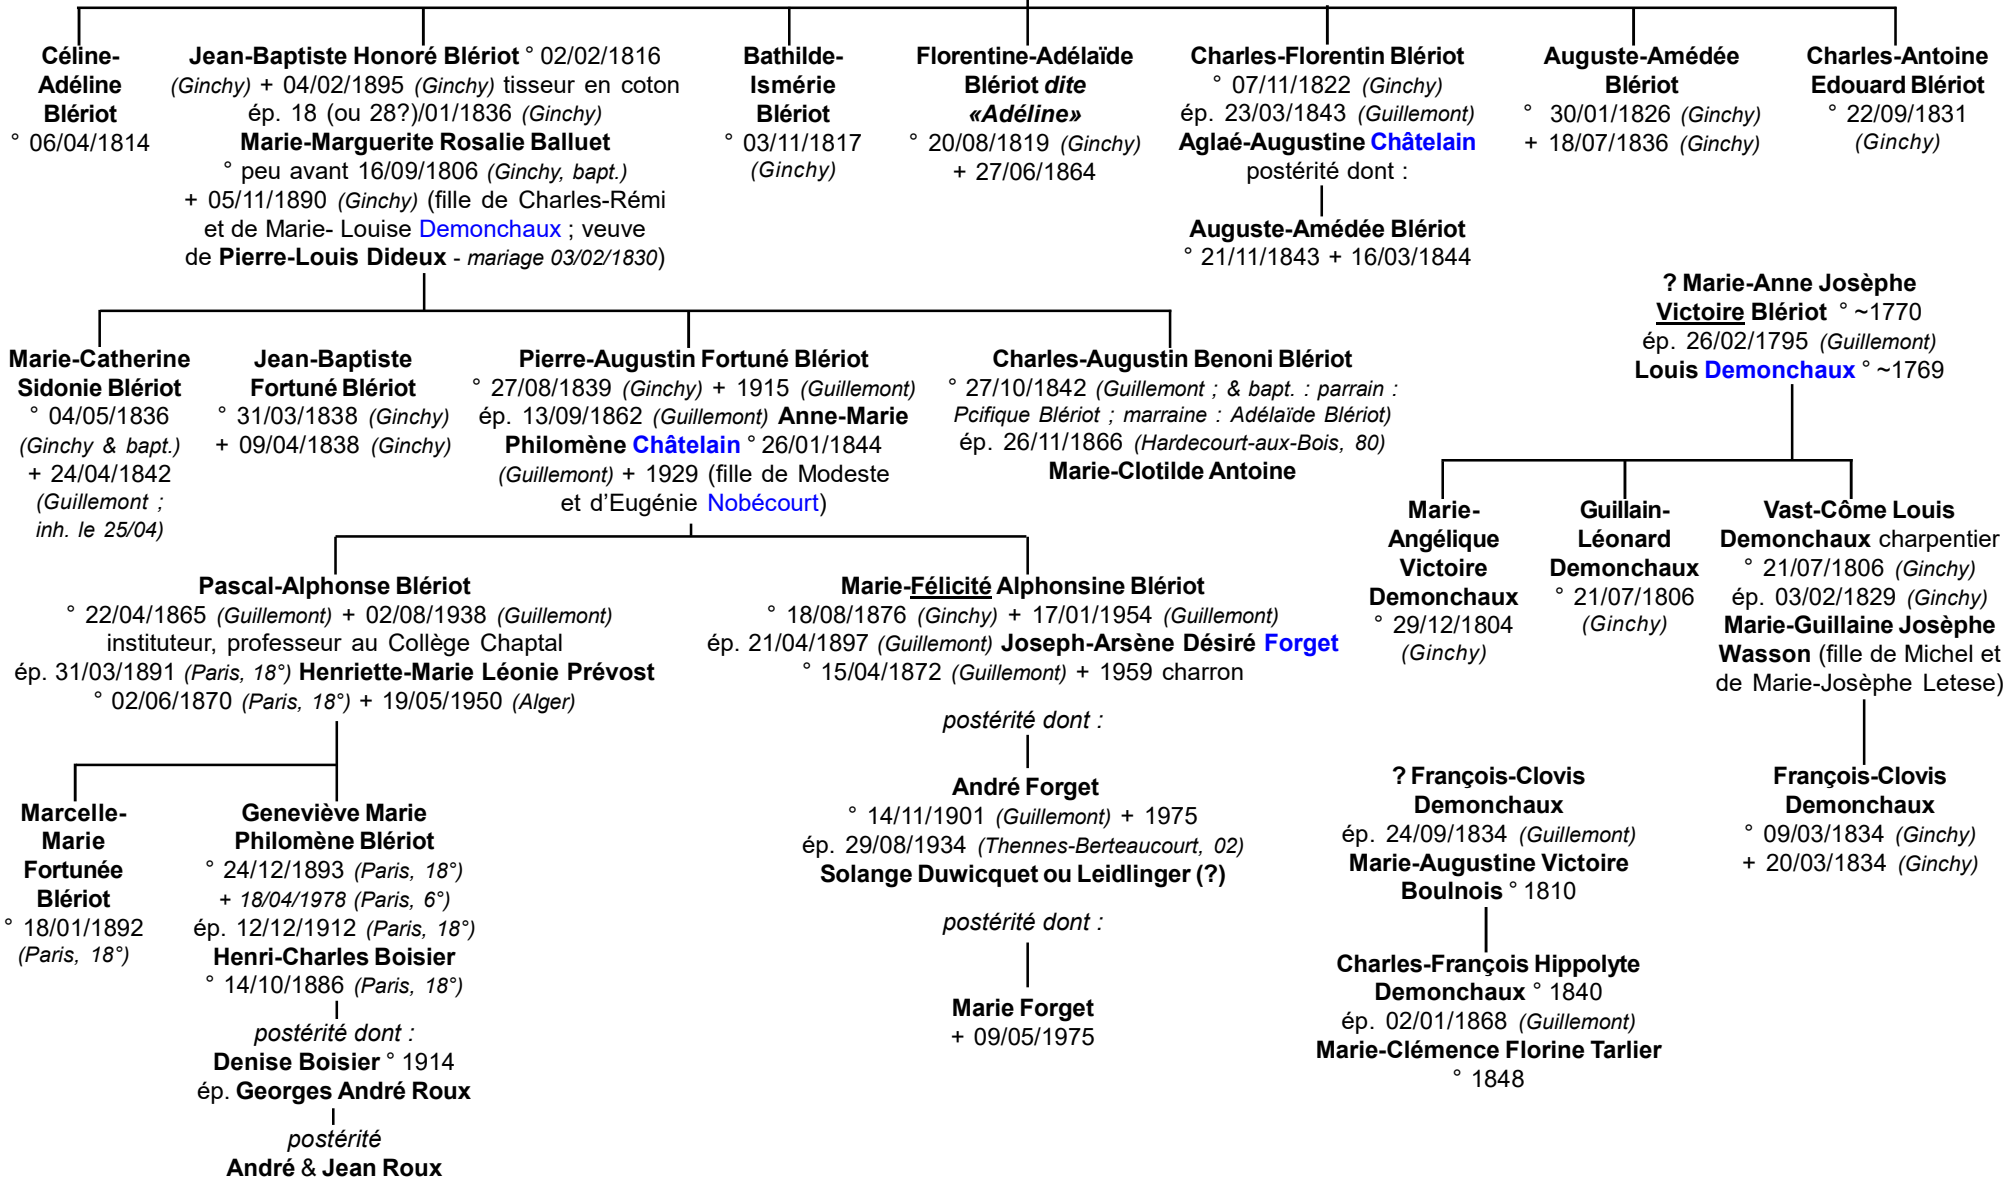 Céline-
Adéline
Blériot
° 06/04/1814
Jean-Baptiste Honoré Blériot ° 02/02/1816
(Ginchy) + 04/02/1895 (Ginchy) tisseur en coton
ép. 18 (ou 28?)/01/1836 (Ginchy)
Marie-Marguerite Rosalie Balluet
° peu avant 16/09/1806 (Ginchy, bapt.)
+ 05/11/1890 (Ginchy) (fille de Charles-Rémi
et de Marie- Louise Demonchaux ; veuve
de Pierre-Louis Dideux - mariage 03/02/1830)
Bathilde-
Ismérie
Blériot
° 03/11/1817
(Ginchy)
Florentine-Adélaïde
Blériot dite
«Adéline»
° 20/08/1819 (Ginchy)
+ 27/06/1864
Charles-Florentin Blériot
° 07/11/1822 (Ginchy)
ép. 23/03/1843 (Guillemont)
Aglaé-Augustine Châtelain
postérité dont :
Auguste-Amédée Blériot
° 21/11/1843 + 16/03/1844
Auguste-Amédée
Blériot
° 30/01/1826 (Ginchy)
+ 18/07/1836 (Ginchy)
Charles-Antoine
Edouard Blériot
° 22/09/1831
(Ginchy)
? Marie-Anne Josèphe
Victoire Blériot ° ~1770
ép. 26/02/1795 (Guillemont)
Louis Demonchaux ° ~1769
Marie-Catherine
Sidonie Blériot
° 04/05/1836
(Ginchy & bapt.)
+ 24/04/1842
(Guillemont ;
inh. le 25/04)
Jean-Baptiste
Fortuné Blériot
° 31/03/1838 (Ginchy)
+ 09/04/1838 (Ginchy)
Pierre-Augustin Fortuné Blériot
° 27/08/1839 (Ginchy) + 1915 (Guillemont)
ép. 13/09/1862 (Guillemont) Anne-Marie
Philomène Châtelain ° 26/01/1844
(Guillemont) + 1929 (fille de Modeste
et d'Eugénie Nobécourt)
Charles-Augustin Benoni Blériot
° 27/10/1842 (Guillemont ; & bapt. : parrain :
Pcifique Blériot ; marraine : Adélaïde Blériot)
ép. 26/11/1866 (Hardecourt-aux-Bois, 80)
Marie-Clotilde Antoine
Marie-
Angélique
Victoire
Demonchaux
° 29/12/1804
(Ginchy)
Guillain-
Léonard
Demonchaux
° 21/07/1806
(Ginchy)
Vast-Côme Louis
Demonchaux charpentier
° 21/07/1806 (Ginchy)
ép. 03/02/1829 (Ginchy)
Marie-Guillaine Josèphe
Wasson (fille de Michel et
de Marie-Josèphe Letese)
Pascal-Alphonse Blériot
° 22/04/1865 (Guillemont) + 02/08/1938 (Guillemont)
instituteur, professeur au Collège Chaptal
ép. 31/03/1891 (Paris, 18°) Henriette-Marie Léonie Prévost
° 02/06/1870 (Paris, 18°) + 19/05/1950 (Alger)
Marie-Félicité Alphonsine Blériot
° 18/08/1876 (Ginchy) + 17/01/1954 (Guillemont)
ép. 21/04/1897 (Guillemont) Joseph-Arsène Désiré Forget
° 15/04/1872 (Guillemont) + 1959 charron
postérité dont :
André Forget
° 14/11/1901 (Guillemont) + 1975
ép. 29/08/1934 (Thennes-Berteaucourt, 02)
Solange Duwicquet ou Leidlinger (?)
postérité dont :
Marie Forget
+ 09/05/1975
Marcelle-
Marie
Fortunée
Blériot
° 18/01/1892
(Paris, 18°)
Geneviève Marie
Philomène Blériot
° 24/12/1893 (Paris, 18°)
+ 18/04/1978 (Paris, 6°)
ép. 12/12/1912 (Paris, 18°)
Henri-Charles Boisier
° 14/10/1886 (Paris, 18°)
postérité dont :
Denise Boisier ° 1914
ép. Georges André Roux
postérité
André & Jean Roux
? François-Clovis
Demonchaux
ép. 24/09/1834 (Guillemont)
Marie-Augustine Victoire
Boulnois ° 1810
Charles-François Hippolyte
Demonchaux ° 1840
ép. 02/01/1868 (Guillemont)
Marie-Clémence Florine Tarlier
° 1848
François-Clovis
Demonchaux
° 09/03/1834 (Ginchy)
+ 20/03/1834 (Ginchy)